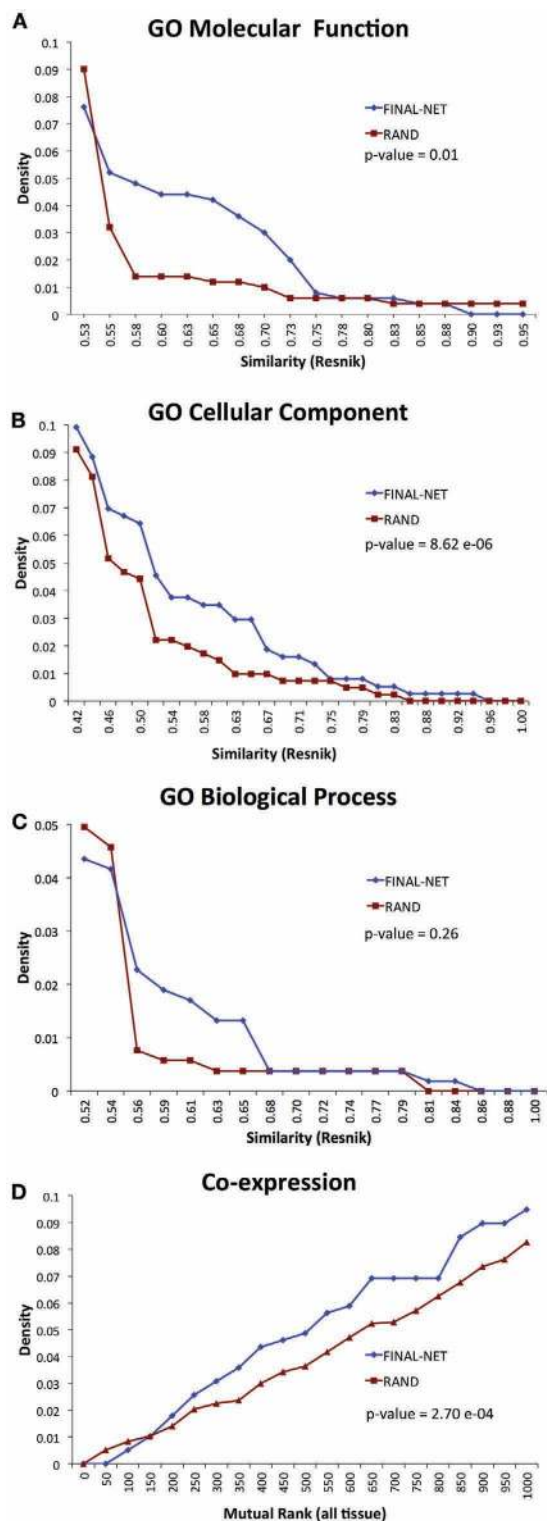 A
GO Molecular Function
0.1
0.09
0.08
0.07
0.06
0.05
0.04
0.03
0.02
0.01
0
Density
FINAL-NET
RAND
p-value = 0.01
0.53 0.55 0.58 0.60 0.63 0.65 0.68 0.70 0.73 0.75 0.78 0.80 0.83 0.85 0.88 0.90 0.93 0.95
Similarity (Resnik)
B
GO Cellular Component
0.1
0.09
0.08
0.07
0.06
0.05
0.04
0.03
0.02
0.01
0
Density
FINAL-NET
RAND
p-value = 8.62 e-06
0.42 0.46 0.50 0.54 0.58 0.63 0.67 0.71 0.75 0.79 0.83 0.88 0.92 0.96 1.00
Similarity (Resnik)
C
GO Biological Process
0.05
0.04
0.03
0.02
0.01
0
Density
FINAL-NET
RAND
p-value = 0.26
0.52 0.54 0.56 0.59 0.61 0.63 0.65 0.68 0.70 0.72 0.74 0.77 0.79 0.81 0.84 0.86 0.88 1.00
Similarity (Resnik)
D
Co-expression
0.1
0.09
0.08
0.07
0.06
0.05
0.04
0.03
0.02
0.01
0
Density
FINAL-NET
RAND
p-value = 2.70 e-04
0 50 100 150 200 250 300 350 400 450 500 550 600 650 700 750 800 850 900 950 1000
Mutual Rank (all tissue)